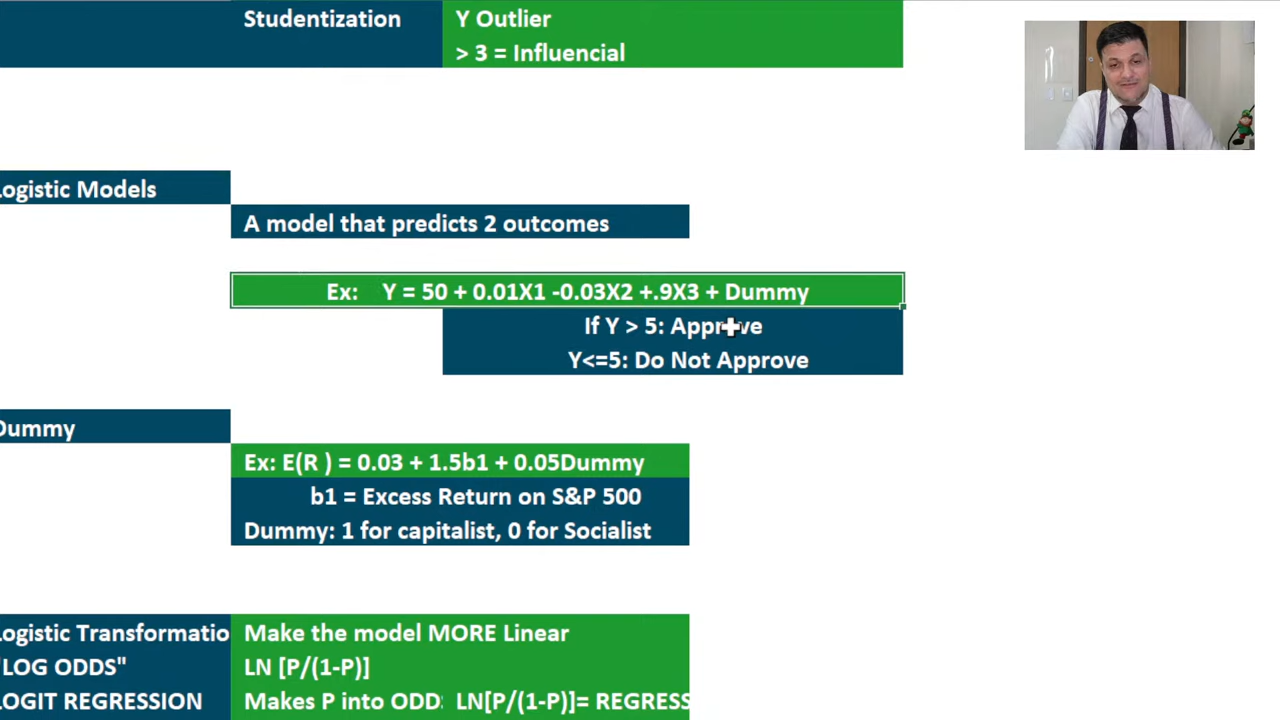 Studentization
Y Outlier
> 3 = Influencial
Logistic Models
A model that predicts 2 outcomes
Ex: Y = 50 + 0.01X1 -0.03X2 +.9X3 + Dummy
If Y > 5: Approve
Y<=5: Do Not Approve
Dummy
Ex: E(R ) = 0.03 + 1.5b1 + 0.05Dummy
b1 = Excess Return on S&P 500
Dummy: 1 for capitalist, 0 for Socialist
Logistic Transformatio
Make the model MORE Linear
"LOG ODDS"
LN [P/(1-P)]
LOGIT REGRESSION
Makes P into ODD
LN[P/(1-P)]= REGRESS